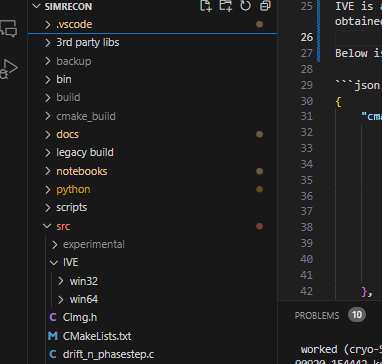 SIMRECON
.vscode
3rd party libs
backup
bin
build
cmake_build
docs
legacy build
notebooks
python
scripts
src
experimental
IVE
win32
win64
C CImg.h
M CMakeLists.txt
C drift_n_phasestep.c
25 IVE is a
obtained
26
27 Below is
28
29 ```json
30 {
31 "cma
32
33
34
35
36
37
38
39
40
41
42 },
PROBLEMS 10
worked (cryo-S